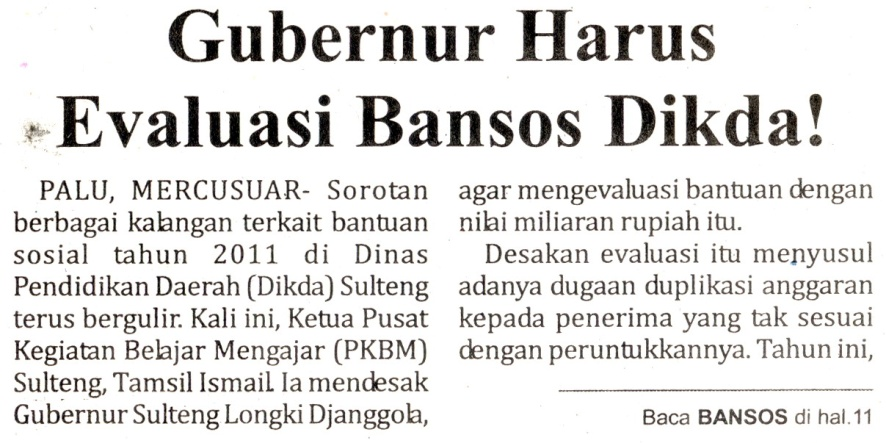 Gubernur Harus
Evaluasi Bansos Dikda!
PALU, MERCUSUAR- Sorotan
berbagai kalangan terkait bantuan
sosial tahun 2011 di Dinas
Pendidikan Daerah (Dikda) Sulteng
terus bergulir. Kali ini, Ketua Pusat
Kegiatan Belajar Mengajar (PKBM)
Sulteng, Tamsil Ismail. Ia mendesak
Gubernur Sulteng Longki Djanggola,
agar mengevaluasi bantuan dengan
nilai miliaran rupiah itu.
Desakan evaluasi itu menyusul
adanya dugaan duplikasi anggaran
kepada penerima yang tak sesuai
dengan peruntukkannya. Tahun ini,
Baca BANSOS di hal.11